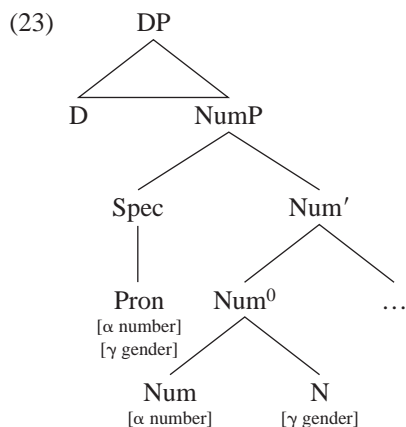 (23) DP
D NumP
Spec Num′
Pron Num⁰ …
[α number]
[γ gender]
Num N
[α number] [γ gender]